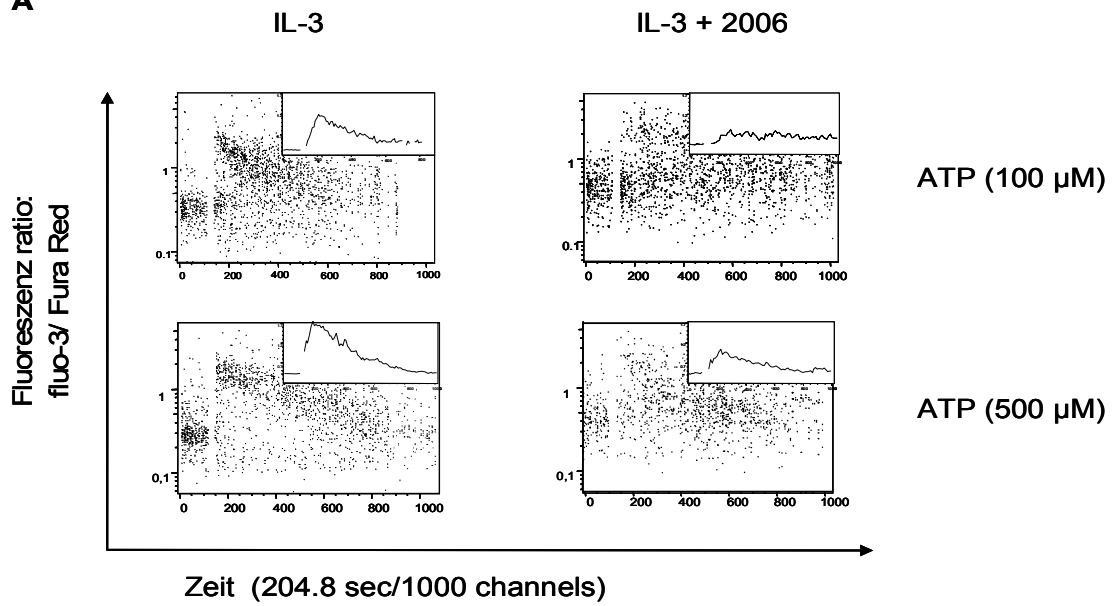 A
IL-3
IL-3 + 2006
Fluoreszenz ratio:
fluo-3/ Fura Red
1
0.1
0 200 400 600 800 1000
1
0.1
0 200 400 600 800 1000
ATP (100 µM)
1
0,1
0 200 400 600 800 1000
1
0,1
0 200 400 600 800 1000
ATP (500 µM)
Zeit (204.8 sec/1000 channels)